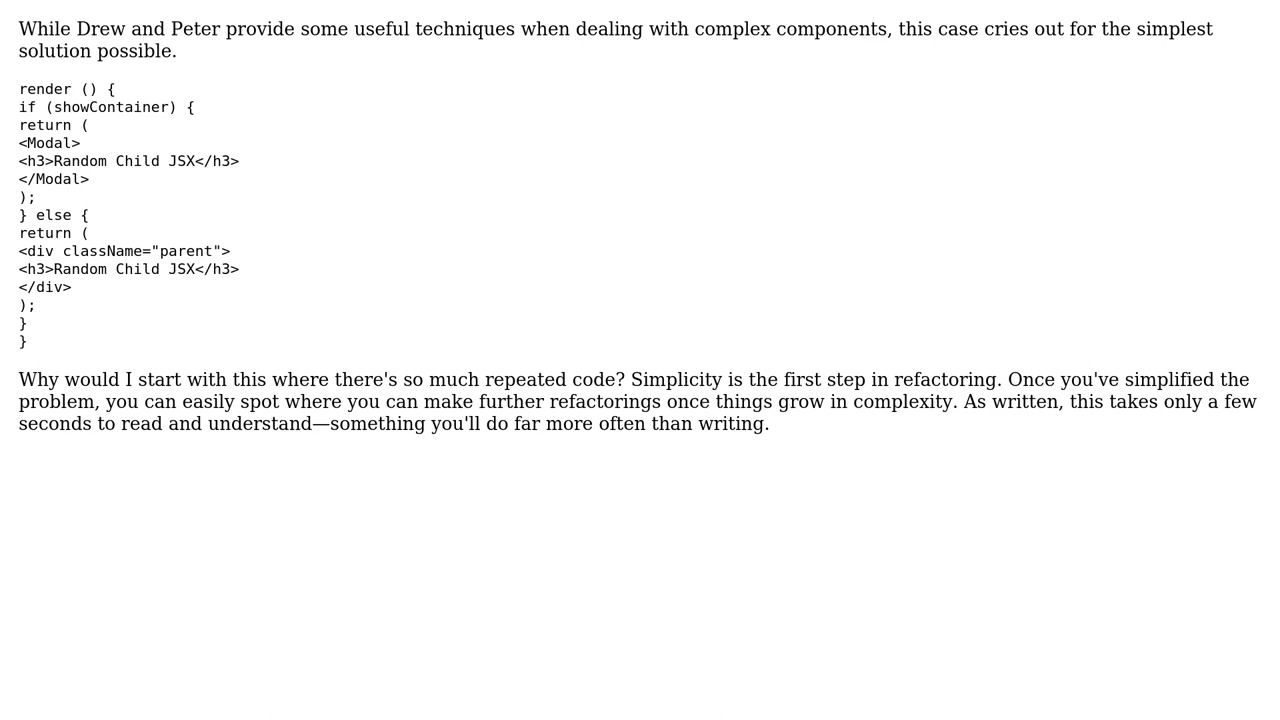 While Drew and Peter provide some useful techniques when dealing with complex components, this case cries out for the simplest
solution possible.
render () {
if (showContainer) {
return (
<Modal>
<h3>Random Child JSX</h3>
</Modal>
);
} else {
return (
<div className="parent">
<h3>Random Child JSX</h3>
</div>
);
}
}
Why would I start with this where there's so much repeated code? Simplicity is the first step in refactoring. Once you've simplified the
problem, you can easily spot where you can make further refactorings once things grow in complexity. As written, this takes only a few
seconds to read and understand—something you'll do far more often than writing.